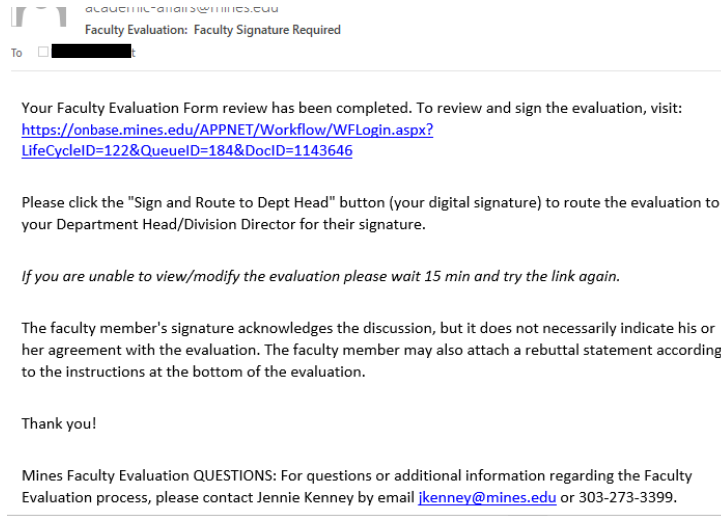 academic-affairs@mines.edu
Faculty Evaluation: Faculty Signature Required
To
Your Faculty Evaluation Form review has been completed. To review and sign the evaluation, visit:
https://onbase.mines.edu/APPNET/Workflow/WFLogin.aspx?
LifeCycleID=122&QueueID=184&DocID=1143646
Please click the "Sign and Route to Dept Head" button (your digital signature) to route the evaluation to
your Department Head/Division Director for their signature.
If you are unable to view/modify the evaluation please wait 15 min and try the link again.
The faculty member's signature acknowledges the discussion, but it does not necessarily indicate his or
her agreement with the evaluation. The faculty member may also attach a rebuttal statement according
to the instructions at the bottom of the evaluation.
Thank you!
Mines Faculty Evaluation QUESTIONS: For questions or additional information regarding the Faculty
Evaluation process, please contact Jennie Kenney by email jkenney@mines.edu or 303-273-3399.